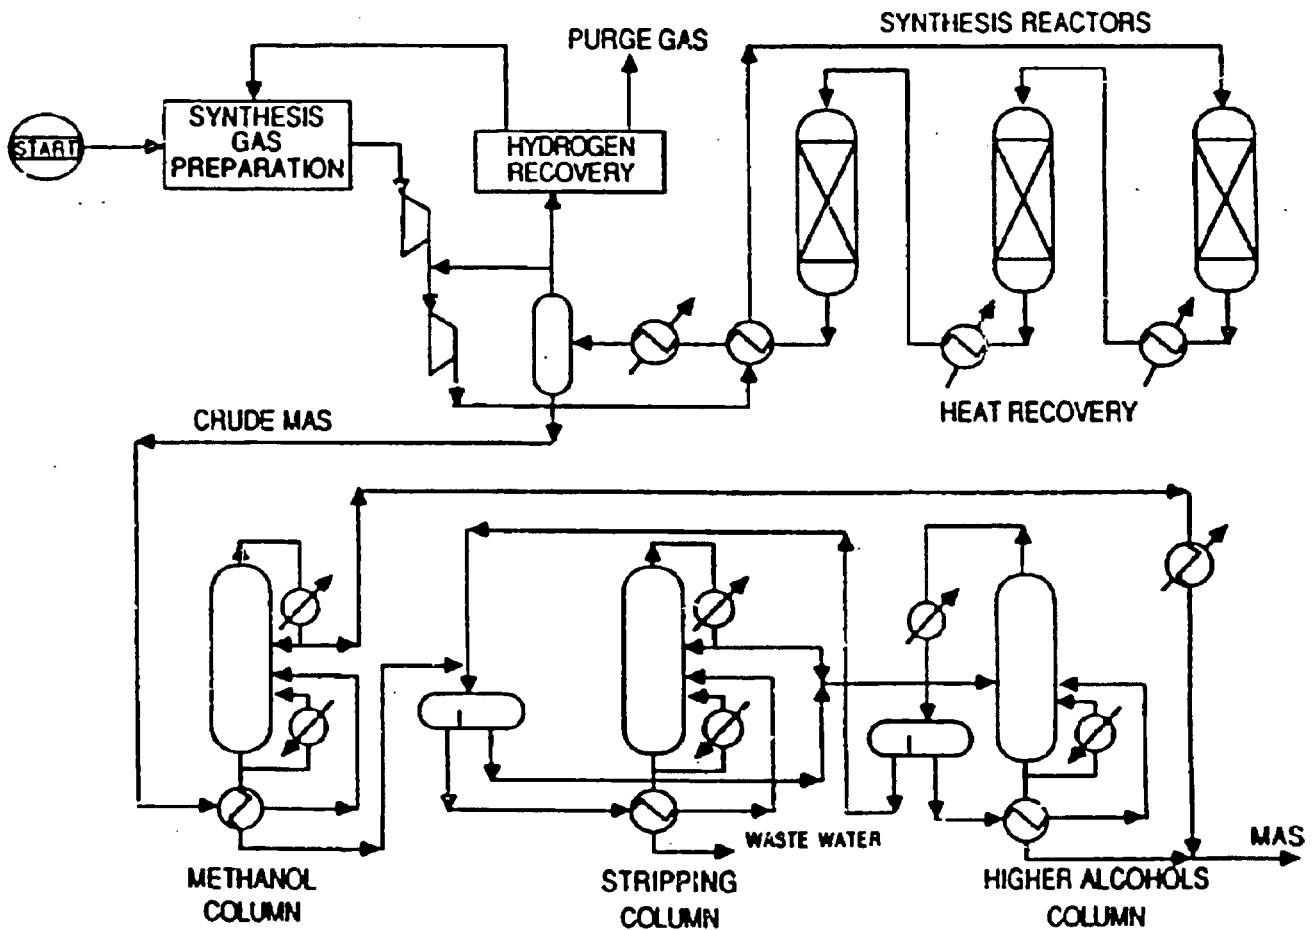 SYNTHESIS REACTORS
PURGE GAS
START
SYNTHESIS
GAS
PREPARATION
HYDROGEN
RECOVERY
HEAT RECOVERY
CRUDE MAS
WASTE WATER
MAS
METHANOL
COLUMN
STRIPPING
COLUMN
HIGHER ALCOHOLS
COLUMN